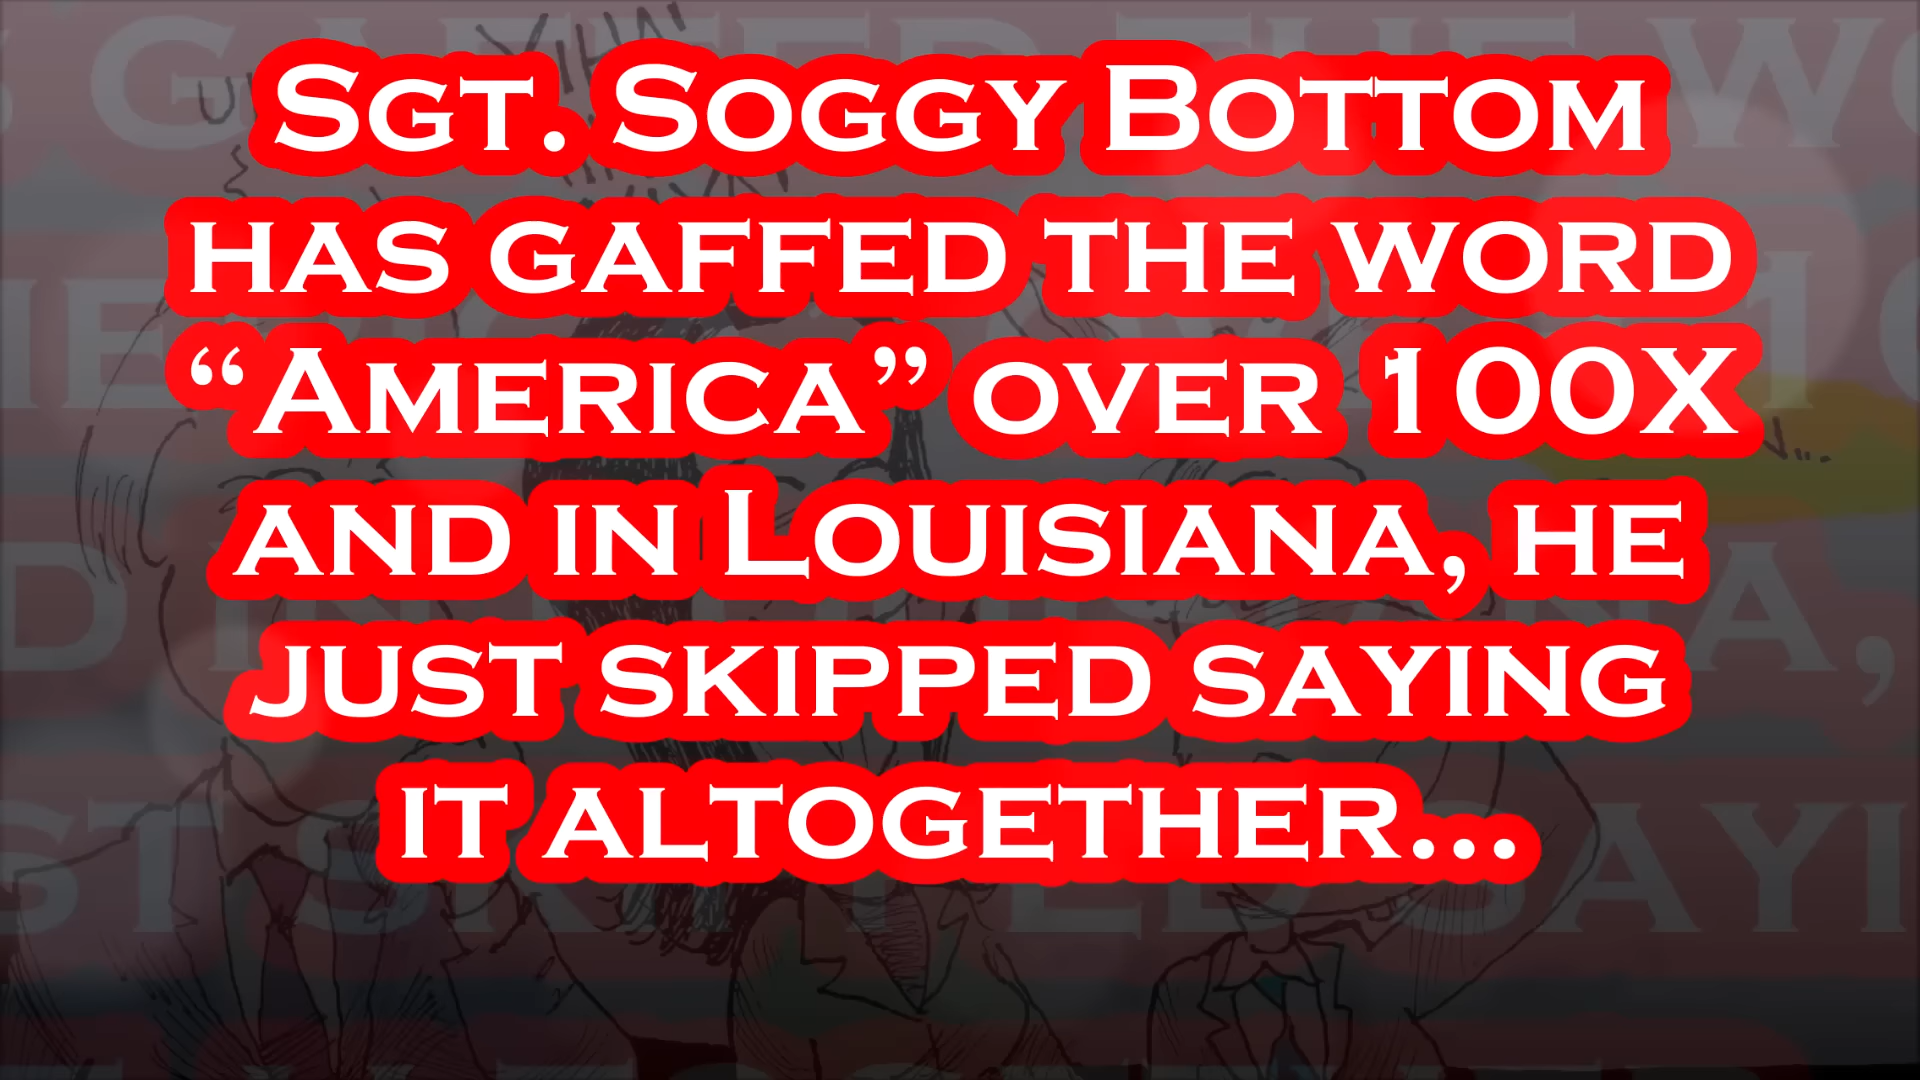 Sgt. Soggy Bottom
has gaffed the word
“America” over 100X
and in Louisiana, he
just skipped saying
it altogether...